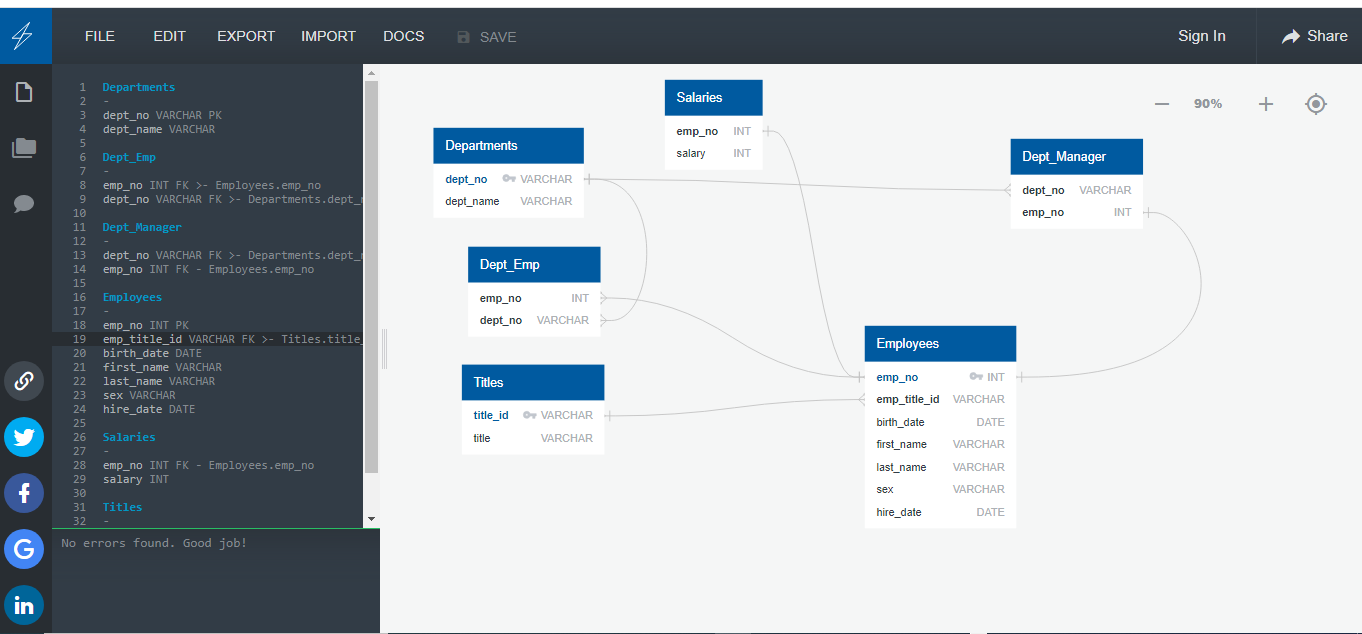 FILE EDIT EXPORT IMPORT DOCS SAVE Sign In Share
1 Departments
2 -
3 dept_no VARCHAR PK
4 dept_name VARCHAR
5
6 Dept_Emp
7 -
8 emp_no INT FK >- Employees.emp_no
9 dept_no VARCHAR FK >- Departments.dept_n
10
11 Dept_Manager
12 -
13 dept_no VARCHAR FK >- Departments.dept_n
14 emp_no INT FK - Employees.emp_no
15
16 Employees
17 -
18 emp_no INT PK
19 emp_title_id VARCHAR FK >- Titles.title_
20 birth_date DATE
21 first_name VARCHAR
22 last_name VARCHAR
23 sex VARCHAR
24 hire_date DATE
25
26 Salaries
27 -
28 emp_no INT FK - Employees.emp_no
29 salary INT
30
31 Titles
32 -
No errors found. Good job!
90%
Salaries
emp_no INT
salary INT
Departments
dept_no VARCHAR
dept_name VARCHAR
Dept_Manager
dept_no VARCHAR
emp_no INT
Dept_Emp
emp_no INT
dept_no VARCHAR
Titles
title_id VARCHAR
title VARCHAR
Employees
emp_no INT
emp_title_id VARCHAR
birth_date DATE
first_name VARCHAR
last_name VARCHAR
sex VARCHAR
hire_date DATE